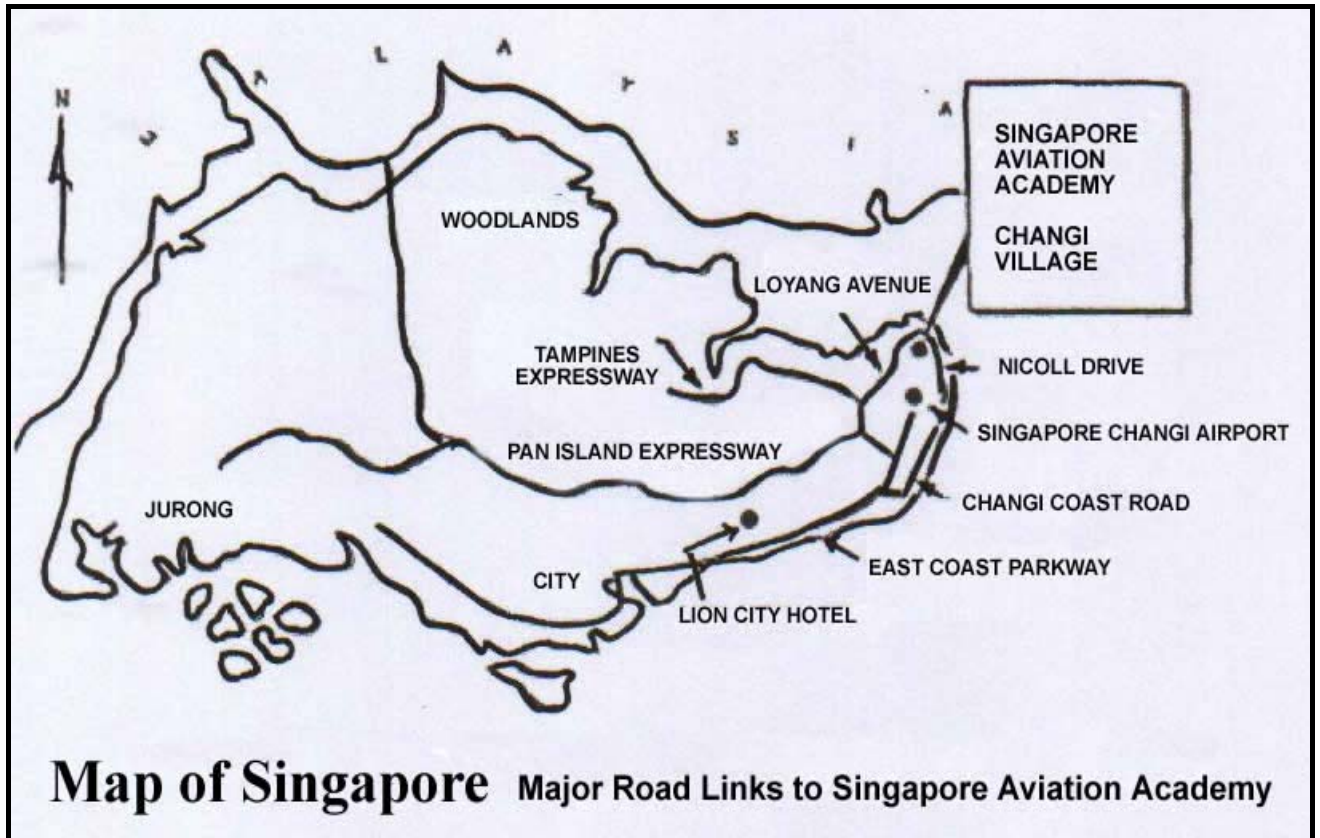 M A L A Y S I A
N
SINGAPORE
AVIATION
ACADEMY
CHANGI
VILLAGE
WOODLANDS
LOYANG AVENUE
TAMPINES
EXPRESSWAY
NICOLL DRIVE
SINGAPORE CHANGI AIRPORT
PAN ISLAND EXPRESSWAY
CHANGI COAST ROAD
JURONG
EAST COAST PARKWAY
CITY
LION CITY HOTEL
Map of Singapore Major Road Links to Singapore Aviation Academy